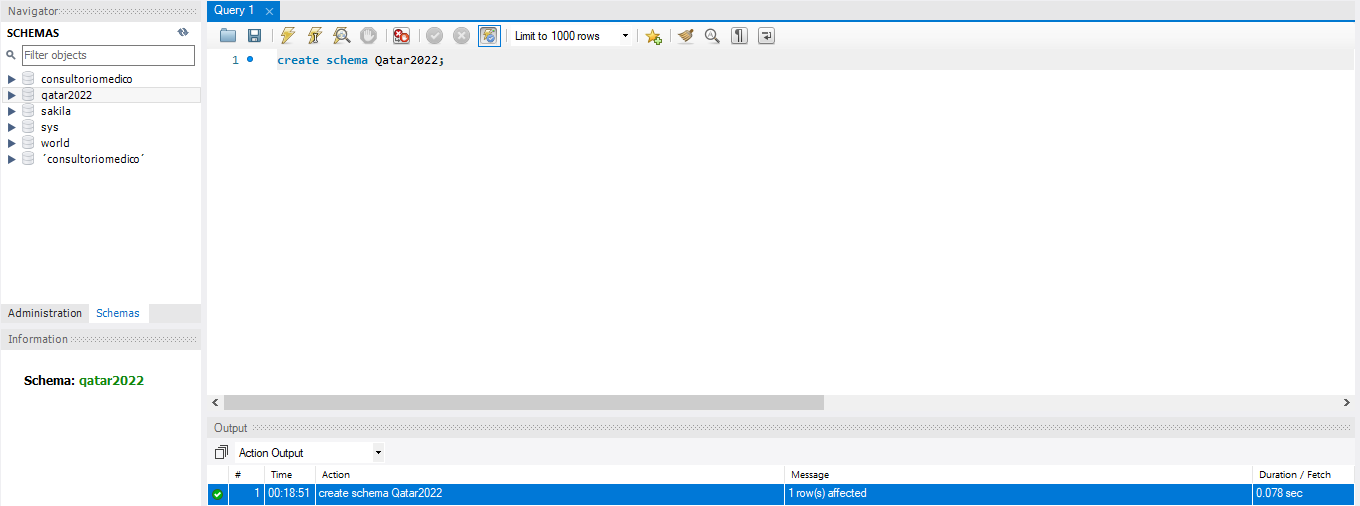 Navigator
SCHEMAS
Filter objects
consultoriomedico
qatar2022
sakila
sys
world
´consultoriomedico´
Administration Schemas
Information
Schema: qatar2022
Query 1
Limit to 1000 rows
1 create schema Qatar2022;
Output
Action Output
# Time Action Message Duration / Fetch
1 00:18:51 create schema Qatar2022 1 row(s) affected 0.078 sec